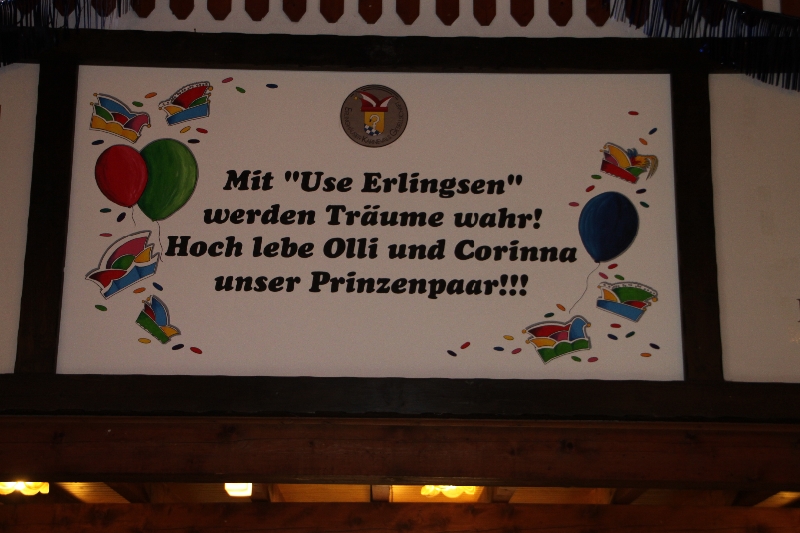 Mit "Use Erlingsen"
werden Träume wahr!
Hoch lebe Olli und Corinna
unser Prinzenpaar!!!